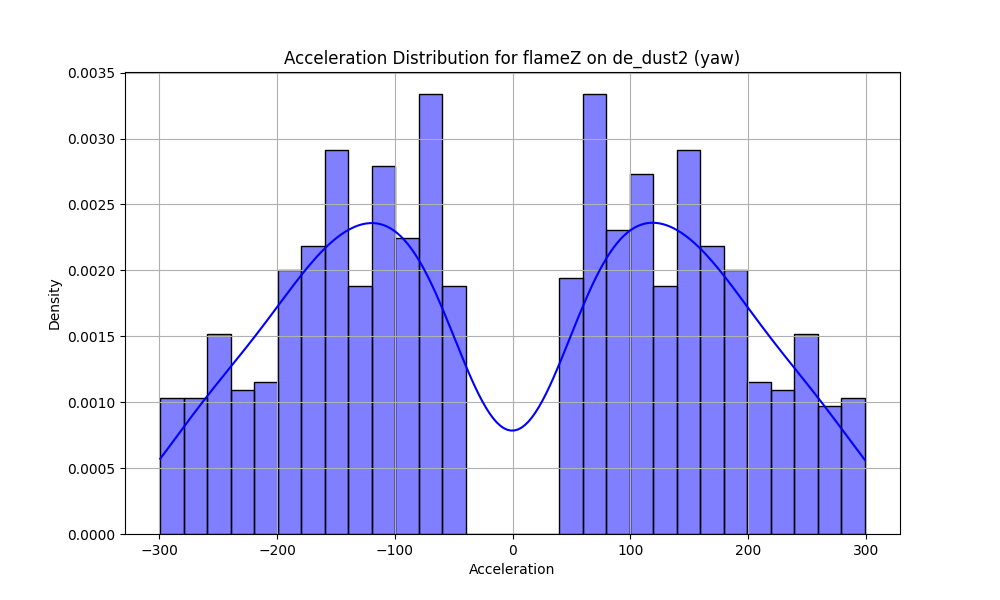 Acceleration Distribution for flameZ on de_dust2 (yaw)
0.0035
0.0030
0.0025
0.0020
0.0015
0.0010
0.0005
0.0000
Density
−300 −200 −100 0 100 200 300
Acceleration